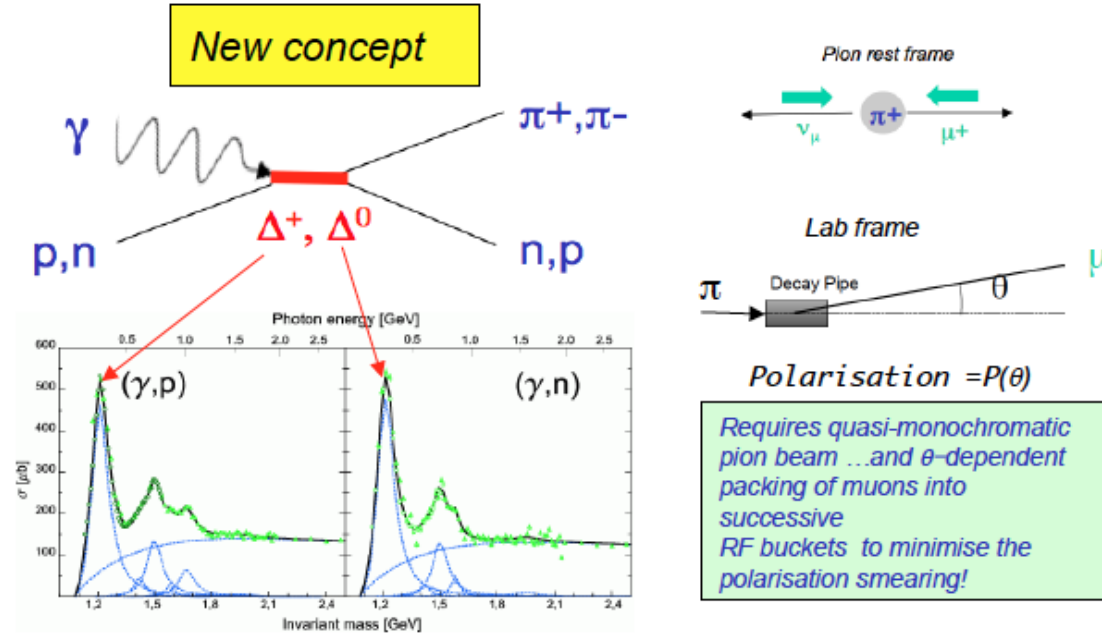 New concept
γ
π+,π-
p,n
Δ⁺, Δ⁰
n,p
Photon energy [GeV]
0.5 1.0 1.5 2.0 2.5
0.5 1.0 1.5 2.0 2.5
σ [μb]
600
500
400
300
200
100
(γ,p)
(γ,n)
1,2 1,5 1,8 2,1 2,4
1,2 1,5 1,8 2,1 2,4
Invariant mass [GeV]
Pion rest frame
νμ
π+
μ+
Lab frame
π
Decay Pipe
θ
μ
Polarisation =P(θ)
Requires quasi-monochromatic
pion beam ...and θ-dependent
packing of muons into
successive
RF buckets to minimise the
polarisation smearing!